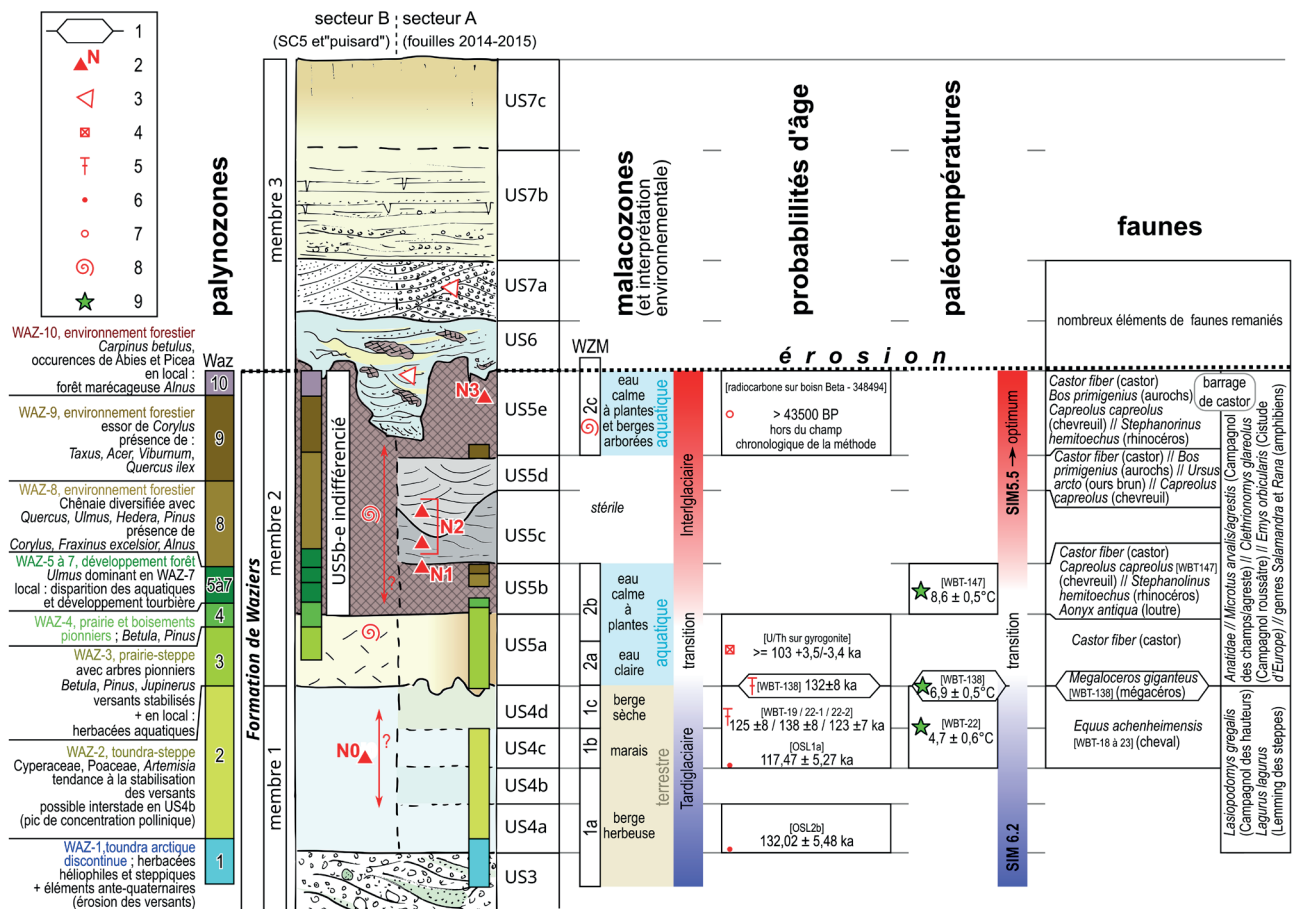 secteur B
secteur A
(SC5 et"puisard")
(fouilles 2014-2015)
1
N
2
3
4
5
6
7
8
9
palynozones
WAZ-10, environnement forestier
Carpinus betulus,
occurences de Abies et Picea
en local :
forêt marécageuse Alnus
WAZ-9, environnement forestier
essor de Corylus
présence de :
Taxus, Acer, Viburnum,
Quercus ilex
WAZ-8, environnement forestier
Chênaie diversifiée avec
Quercus, Ulmus, Hedera, Pinus
présence de
Corylus, Fraxinus excelsior, Alnus
WAZ-5 à 7, développement forêt
Ulmus dominant en WAZ-7
local : disparition des aquatiques
et développement tourbière
WAZ-4, prairie et boisements
pionniers ; Betula, Pinus
WAZ-3, prairie-steppe
avec arbres pionniers
Betula, Pinus, Jupinerus
versants stabilisés
+ en local :
herbacées aquatiques
WAZ-2, toundra-steppe
Cyperaceae, Poaceae, Artemisia
tendance à la stabilisation
des versants
possible interstade en US4b
(pic de concentration pollinique)
WAZ-1,toundra arctique
discontinue ; herbacées
héliophiles et steppiques
+ éléments ante-quaternaires
(érosion des versants)
Waz
10
9
8
5à7
4
3
2
1
Formation de Waziers
membre 3
membre 2
membre 1
US5b-e indifférencié
N3
N2
N1
?
N0
?
US7c
US7b
US7a
US6
US5e
US5d
US5c
US5b
US5a
US4d
US4c
US4b
US4a
US3
malacozones
(et interprétation
environnementale)
WZM
2c
eau
calme
à plantes
et berges
arborées
aquatique
stérile
2b
eau
calme
à
plantes
2a
eau
claire
aquatique
1c
berge
sèche
1b
marais
1a
berge
herbeuse
terrestre
Interlglaciaire
transition
Tardiglaciaire
probablilités d'âge
érosion
[radiocarbone sur boisn Beta - 348494]
> 43500 BP
hors du champ
chronologique de la méthode
[U/Th sur gyrogonite]
>= 103 +3,5/-3,4 ka
[WBT-138] 132±8 ka
[WBT-19 / 22-1 / 22-2]
125 ±8 / 138 ±8 / 123 ±7 ka
[OSL1a]
117,47 ± 5,27 ka
[OSL2b]
132,02 ± 5,48 ka
paléotempératures
[WBT-147]
8,6 ± 0,5°C
[WBT-138]
6,9 ± 0,5°C
[WBT-22]
4,7 ± 0,6°C
SIM5.5 → optimum
transition
SIM 6.2
faunes
nombreux éléments de faunes remaniés
Castor fiber (castor)
Bos primigenius (aurochs)
Capreolus capreolus
(chevreuil) // Stephanorinus
hemitoechus (rhinocéros)
barrage
de castor
Castor fiber (castor) // Bos
primigenius (aurochs) // Ursus
arcto (ours brun) // Capreolus
capreolus (chevreuil)
Castor fiber (castor)
Capreolus capreolus [WBT147]
(chevreuil) // Stephanolinus
hemitoechus (rhinocéros)
Aonyx antiqua (loutre)
Castor fiber (castor)
Megaloceros giganteus
[WBT-138] (mégacéros)
Equus achenheimensis
[WBT-18 à 23] (cheval)
Analidae // Microtus arvalis/agrestis (Campagnol
des champs/agreste) // Clethrionomys glareolus
(Campagnol roussâtre) // Emys orbicularis (Cistude
d'Europe) // genres Salamandra et Rana (amphibiens)
Lasiopodomys gregalis
(Campagnol des hauteurs)
Lagurus lagurus
(Lemming des steppes)